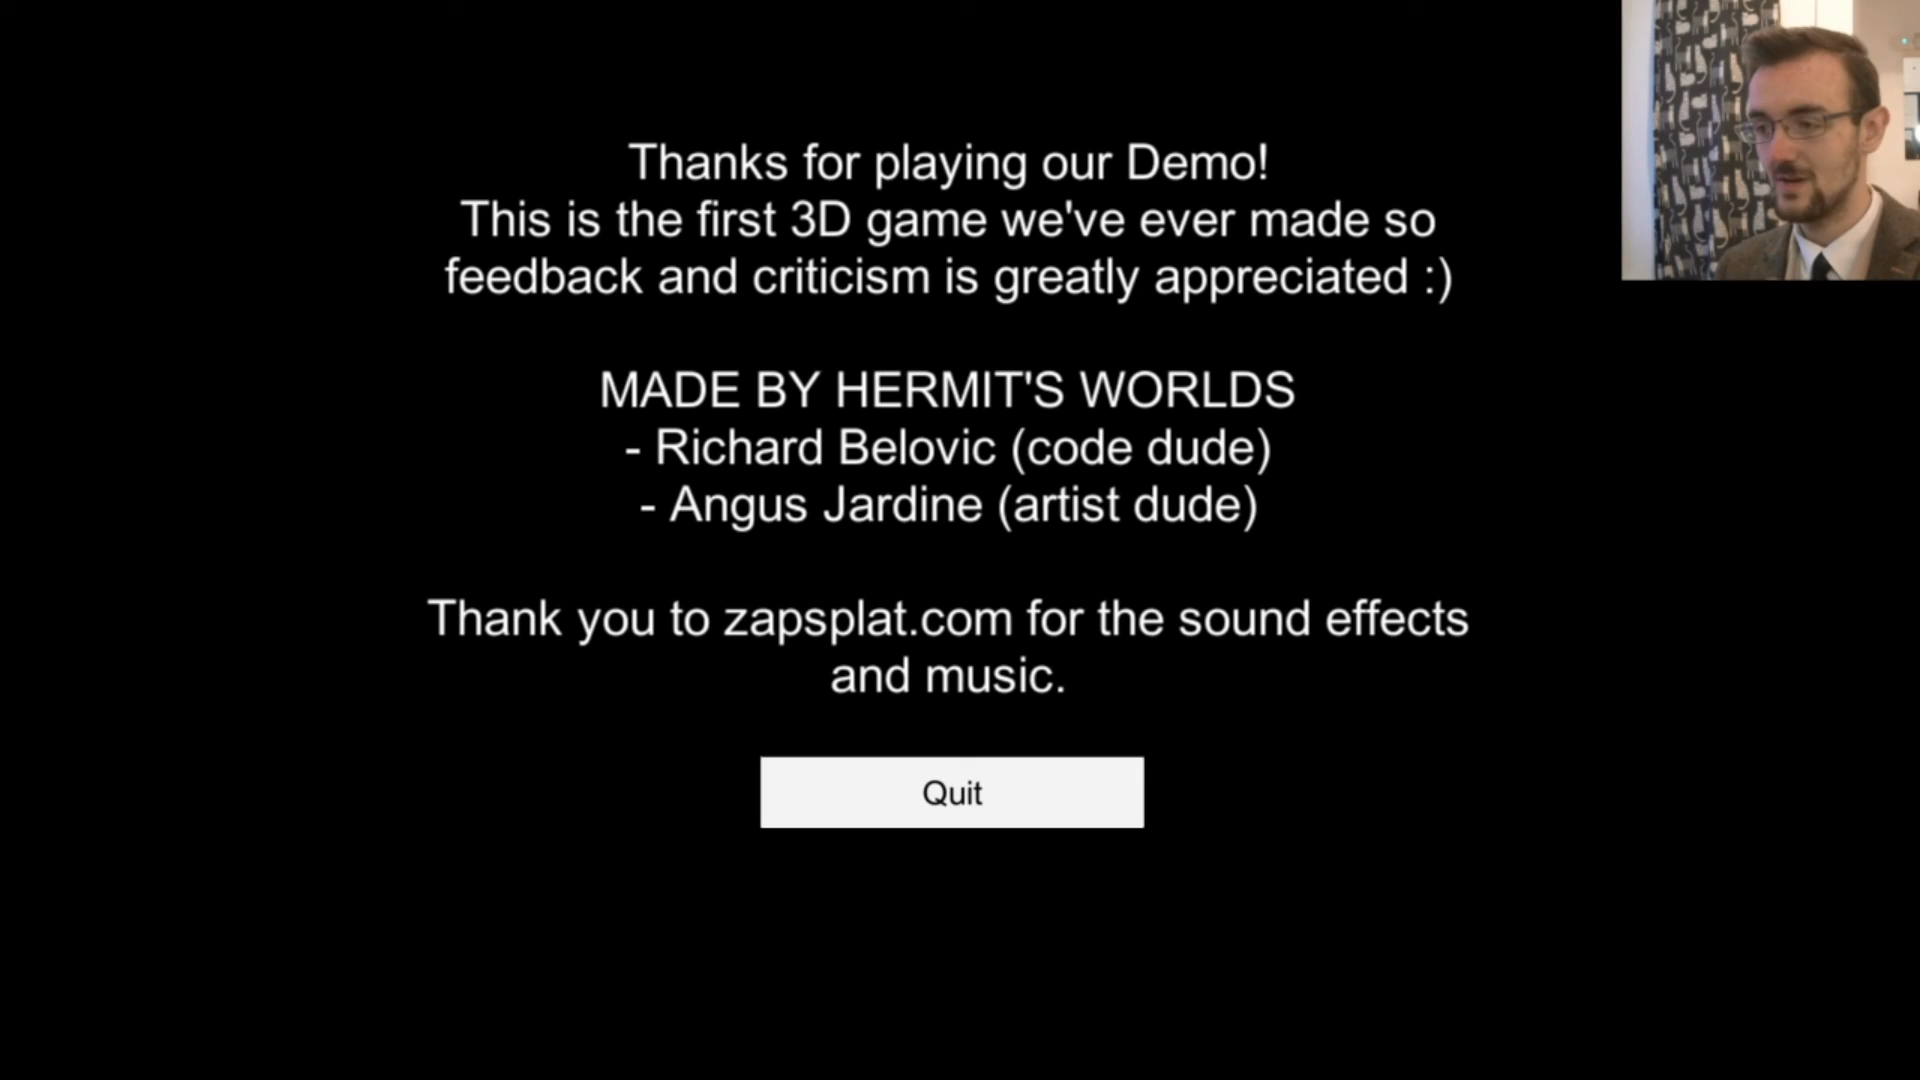 Thanks for playing our Demo!
This is the first 3D game we've ever made so
feedback and criticism is greatly appreciated :)
MADE BY HERMIT'S WORLDS
- Richard Belovic (code dude)
- Angus Jardine (artist dude)
Thank you to zapsplat.com for the sound effects
and music.
Quit